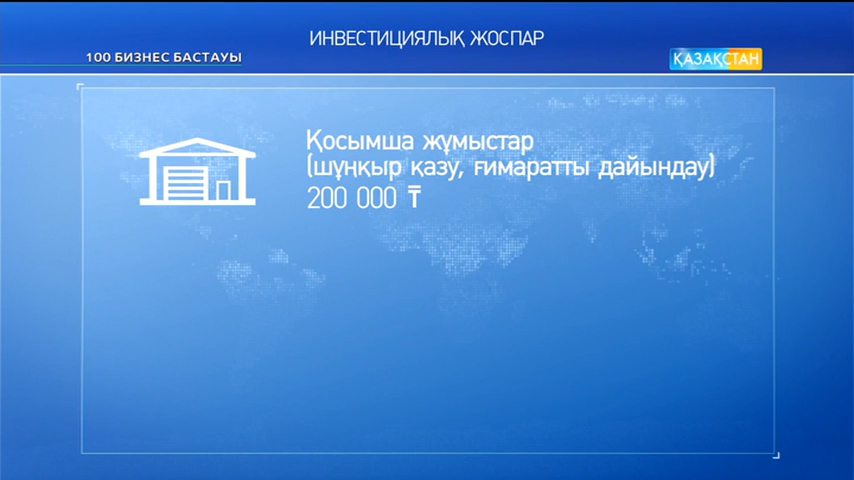 ИНВЕСТИЦИЯЛЫҚ ЖОСПАР
100 БИЗНЕС БАСТАУЫ
ҚАЗАҚСТАН
Қосымша жұмыстар
(шұңқыр қазу, ғимаратты дайындау)
200 000 ₸